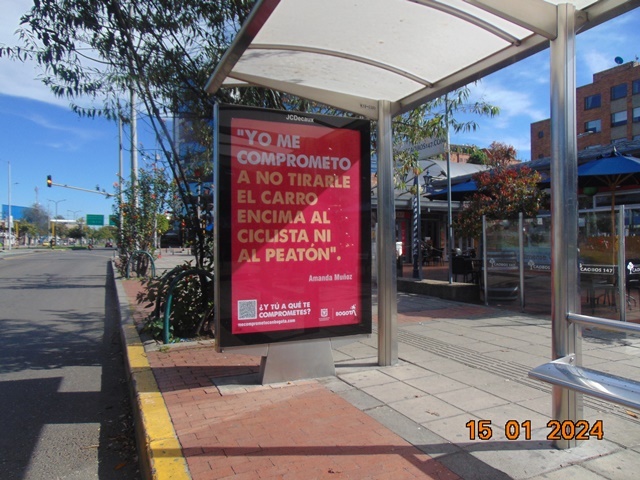 JCDecaux
"YO ME
COMPROMETO
A NO TIRARLE
EL CARRO
ENCIMA AL
CICLISTA NI
AL PEATÓN".
Amanda Muñoz
¿Y TÚ A QUÉ TE
COMPROMETES?
BOGOTÁ
15 01 2024